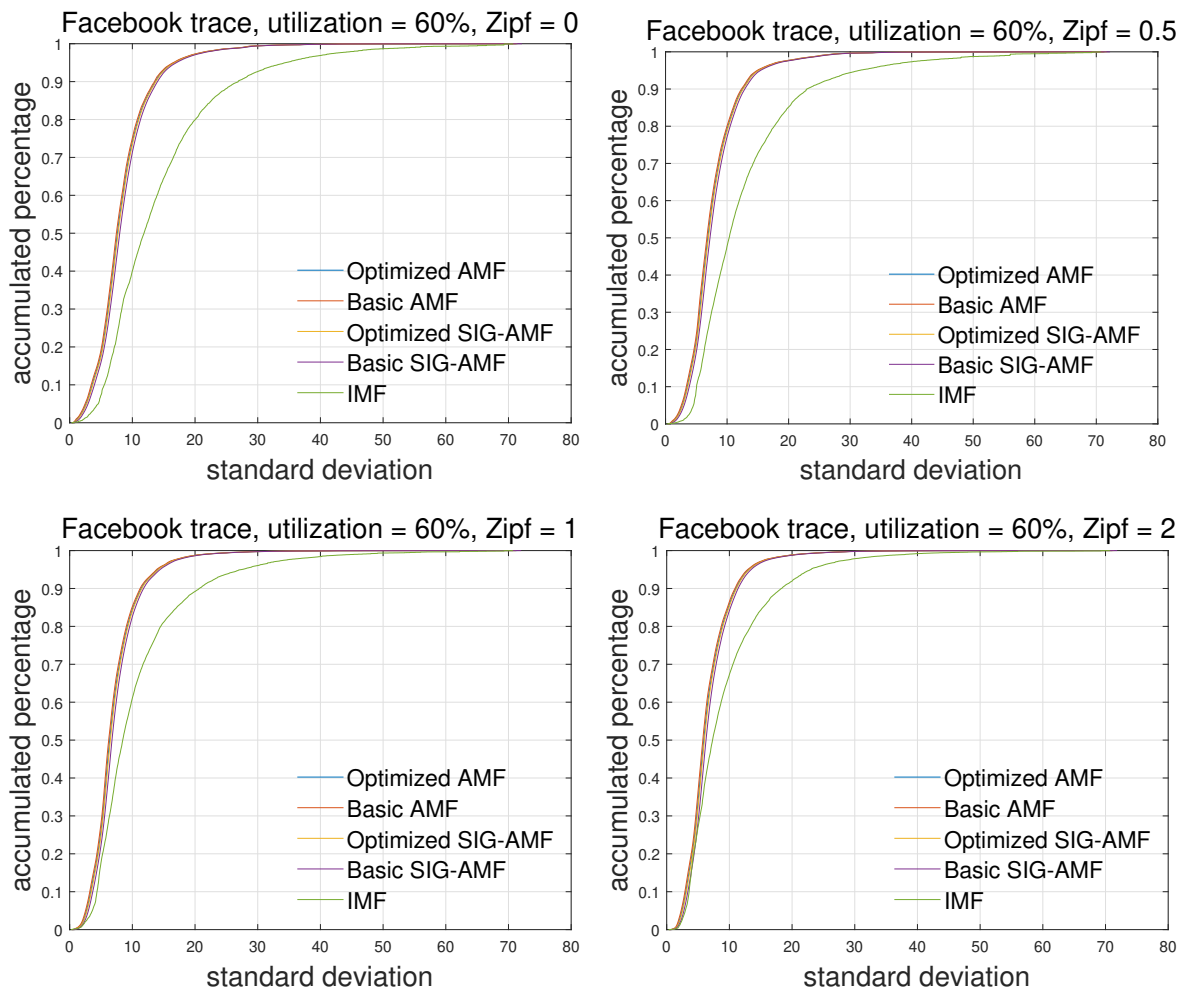 Facebook trace, utilization = 60%, Zipf = 0
1
0.9
0.8
0.7
0.6
0.5
0.4
0.3
0.2
0.1
0
accumulated percentage
Optimized AMF
Basic AMF
Optimized SIG-AMF
Basic SIG-AMF
IMF
0 10 20 30 40 50 60 70 80
standard deviation
Facebook trace, utilization = 60%, Zipf = 0.5
1
0.9
0.8
0.7
0.6
0.5
0.4
0.3
0.2
0.1
0
accumulated percentage
Optimized AMF
Basic AMF
Optimized SIG-AMF
Basic SIG-AMF
IMF
0 10 20 30 40 50 60 70 80
standard deviation
Facebook trace, utilization = 60%, Zipf = 1
1
0.9
0.8
0.7
0.6
0.5
0.4
0.3
0.2
0.1
0
accumulated percentage
Optimized AMF
Basic AMF
Optimized SIG-AMF
Basic SIG-AMF
IMF
0 10 20 30 40 50 60 70 80
standard deviation
Facebook trace, utilization = 60%, Zipf = 2
1
0.9
0.8
0.7
0.6
0.5
0.4
0.3
0.2
0.1
0
accumulated percentage
Optimized AMF
Basic AMF
Optimized SIG-AMF
Basic SIG-AMF
IMF
0 10 20 30 40 50 60 70 80
standard deviation